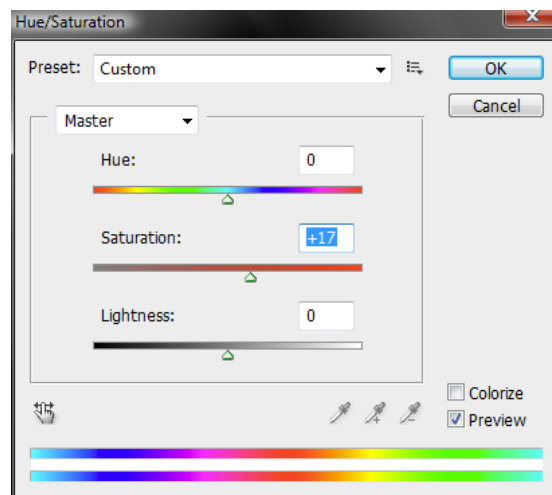 Hue/Saturation
Preset: Custom
OK
Cancel
Master
Hue: 0
Saturation: +17
Lightness: 0
Colorize
Preview